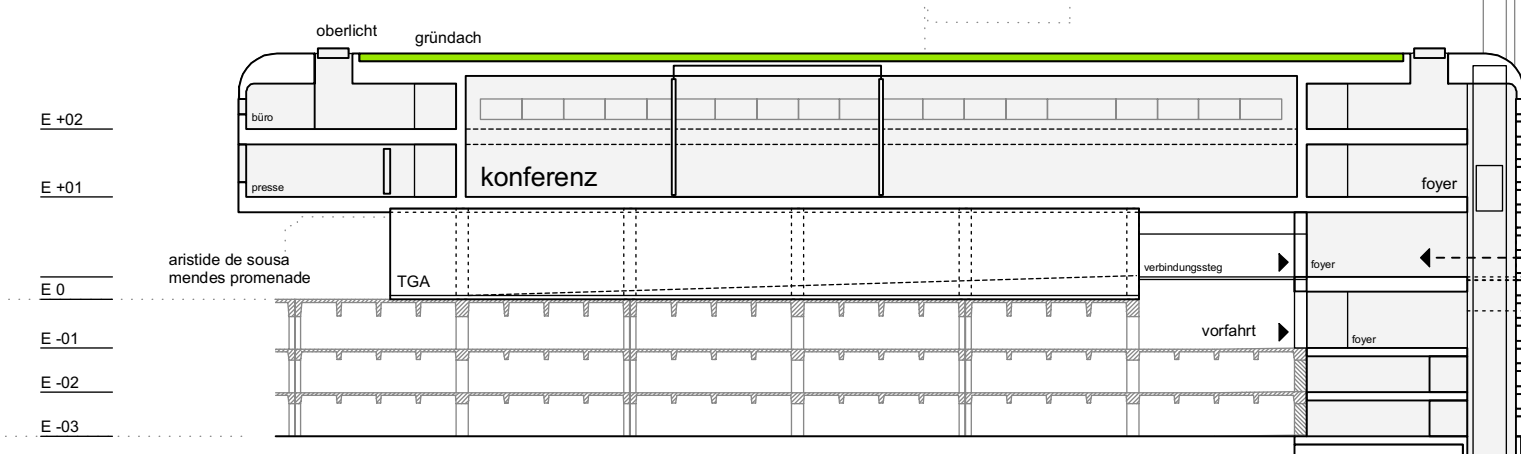 oberlicht
gründach
E +02
büro
E +01
presse
konferenz
foyer
aristide de sousa
mendes promenade
TGA
verbindungssteg
foyer
E 0
E -01
vorfahrt
foyer
E -02
E -03